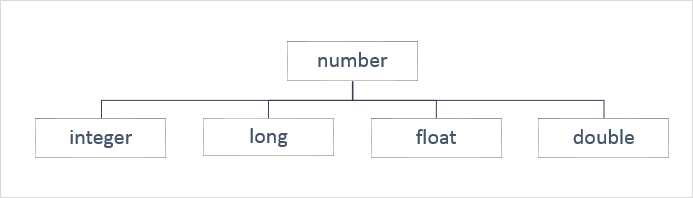 number
integer
long
float
double